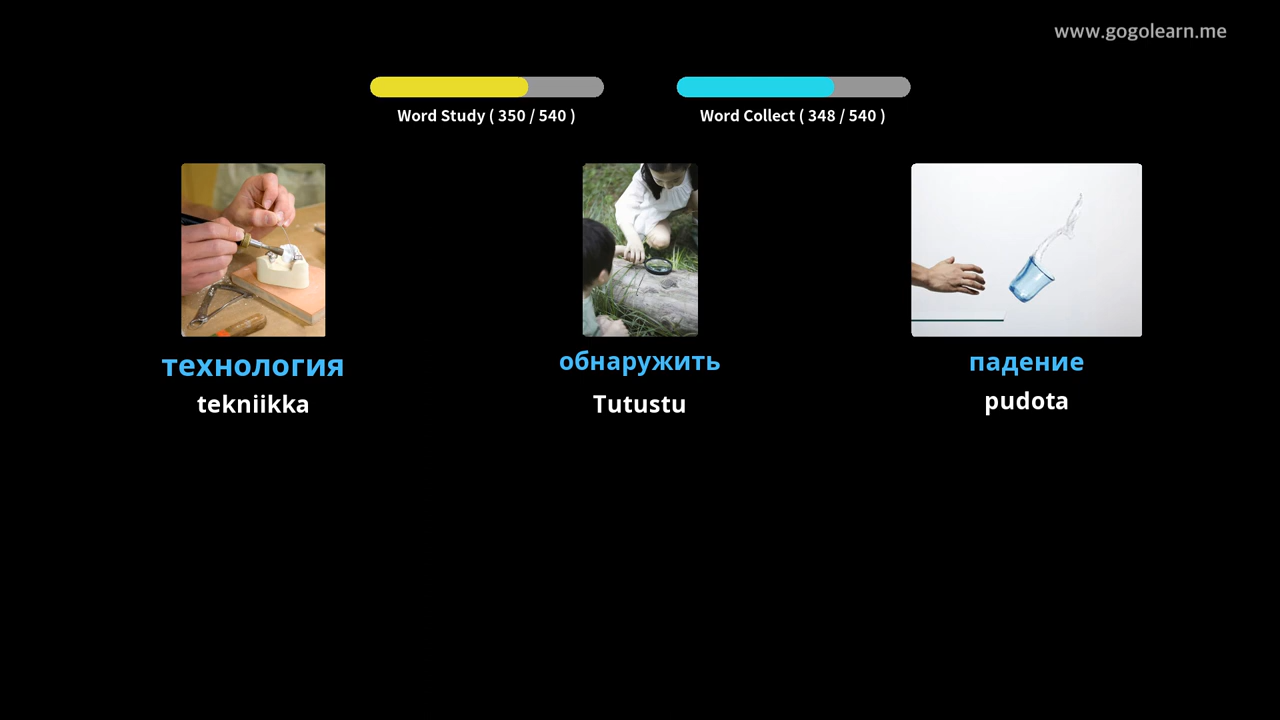 www.gogolearn.me
Word Study ( 350 / 540 )
Word Collect ( 348 / 540 )
технология
обнаружить
падение
tekniikka
Tutustu
pudota